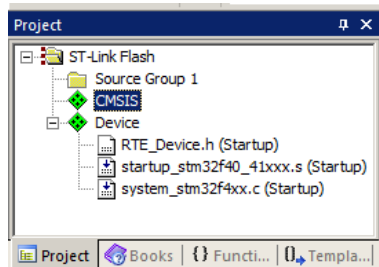 Project
ST-Link Flash
Source Group 1
CMSIS
Device
RTE_Device.h (Startup)
startup_stm32f40_41xxx.s (Startup)
system_stm32f4xx.c (Startup)
Project Books {} Functi... 0 Templa...